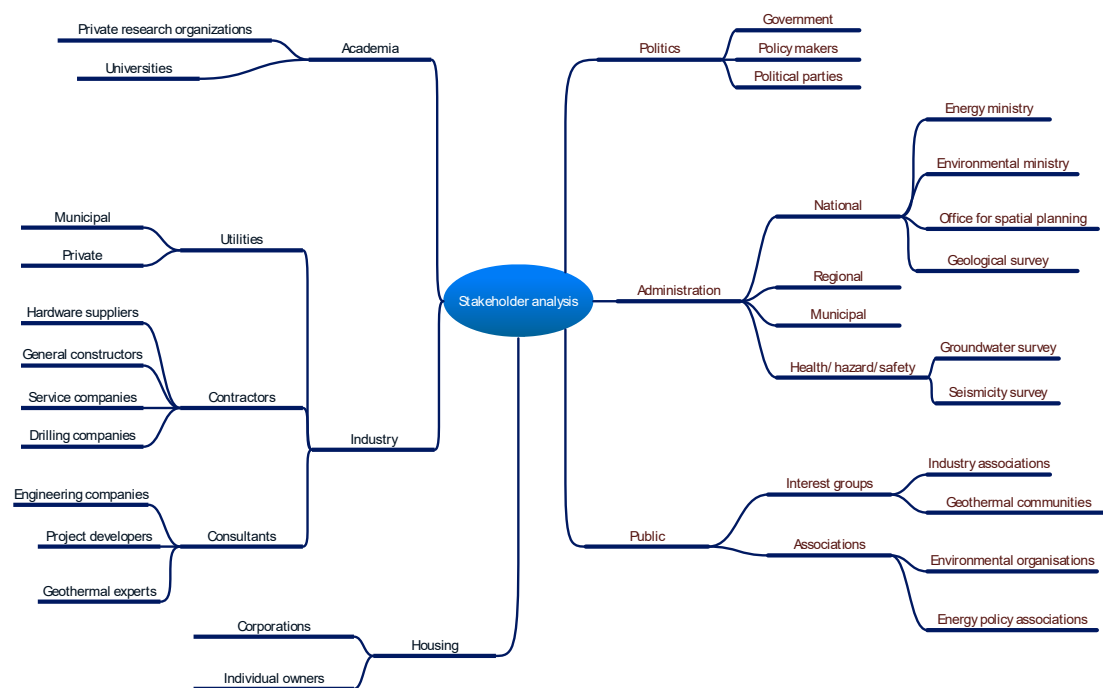 Stakeholder analysis
Academia
Private research organizations
Universities
Industry
Utilities
Municipal
Private
Contractors
Hardware suppliers
General constructors
Service companies
Drilling companies
Consultants
Engineering companies
Project developers
Geothermal experts
Housing
Corporations
Individual owners
Politics
Government
Policy makers
Political parties
Administration
National
Energy ministry
Environmental ministry
Office for spatial planning
Geological survey
Regional
Municipal
Health/ hazard/ safety
Groundwater survey
Seismicity survey
Public
Interest groups
Industry associations
Geothermal communities
Associations
Environmental organisations
Energy policy associations